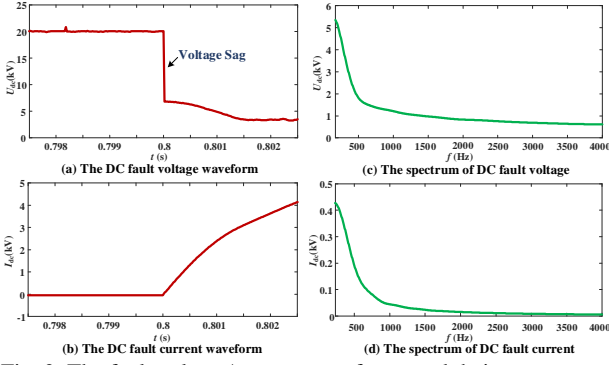 25
20
15
10
5
0
U_dc(kV)
Voltage Sag
0.798 0.799 0.8 0.801 0.802
t (s)
(a) The DC fault voltage waveform
6
5
4
3
2
1
0
U_dc(kV)
500 1000 1500 2000 2500 3000 3500 4000
f (Hz)
(c) The spectrum of DC fault voltage
5
4
3
2
1
0
-1
I_dc(kV)
0.798 0.799 0.8 0.801 0.802
t (s)
(b) The DC fault current waveform
0.5
0.4
0.3
0.2
0.1
0
I_dc(kV)
500 1000 1500 2000 2500 3000 3500 4000
f (Hz)
(d) The spectrum of DC fault current